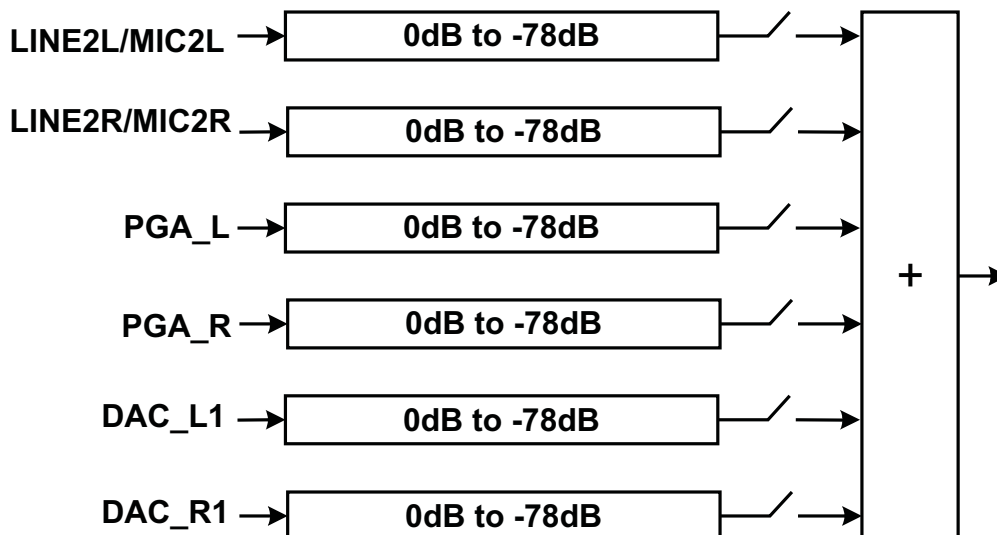 LINE2L/MIC2L 0dB to -78dB
LINE2R/MIC2R 0dB to -78dB
PGA_L 0dB to -78dB
+
PGA_R 0dB to -78dB
DAC_L1 0dB to -78dB
DAC_R1 0dB to -78dB